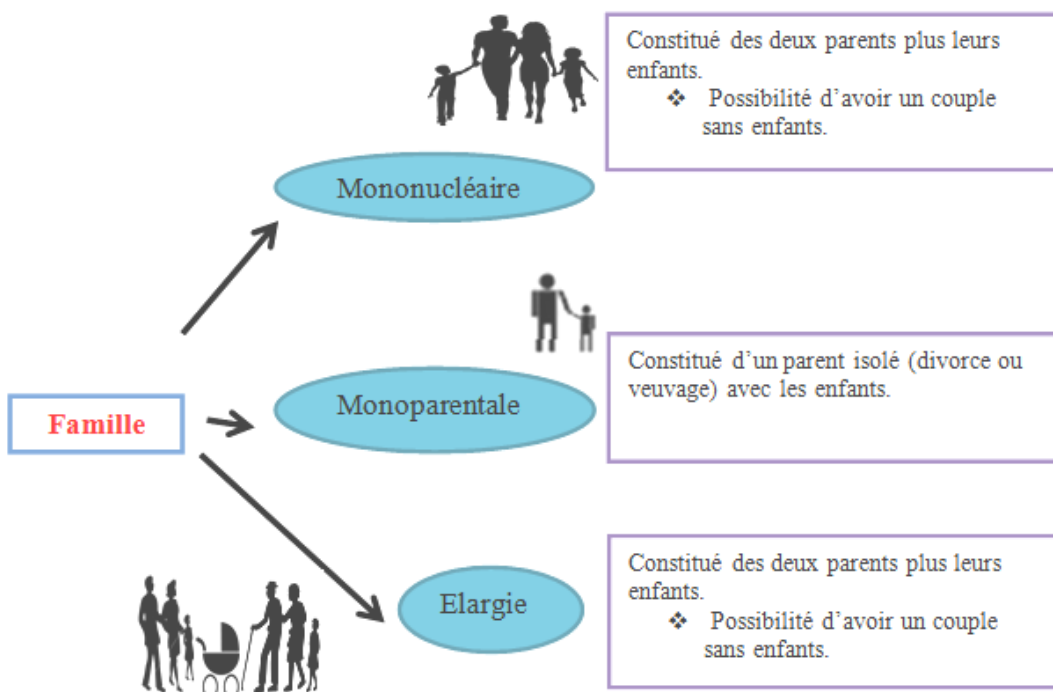 Constitué des deux parents plus leurs
enfants.
❖ Possibilité d’avoir un couple
sans enfants.
Mononucléaire
Constitué d’un parent isolé (divorce ou
veuvage) avec les enfants.
Monoparentale
Famille
Constitué des deux parents plus leurs
enfants.
❖ Possibilité d’avoir un couple
sans enfants.
Elargie